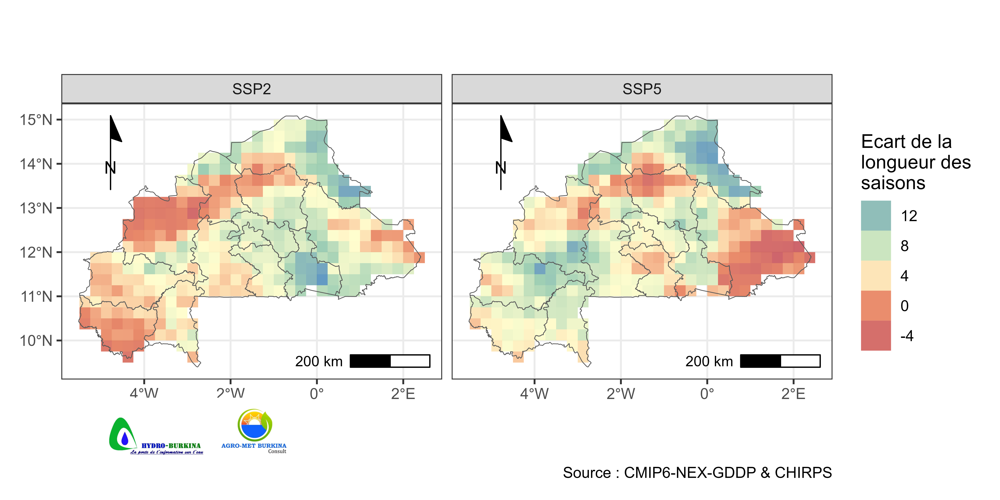 SSP2
SSP5
15°N
14°N
13°N
12°N
11°N
10°N
N
N
200 km
200 km
4°W
2°W
0°
2°E
4°W
2°W
0°
2°E
Ecart de la
longueur des
saisons
12
8
4
0
-4
HYDRO-BURKINA
La porte de l'information sur l'eau
AGRO-MET BURKINA
Consult
Source : CMIP6-NEX-GDDP & CHIRPS